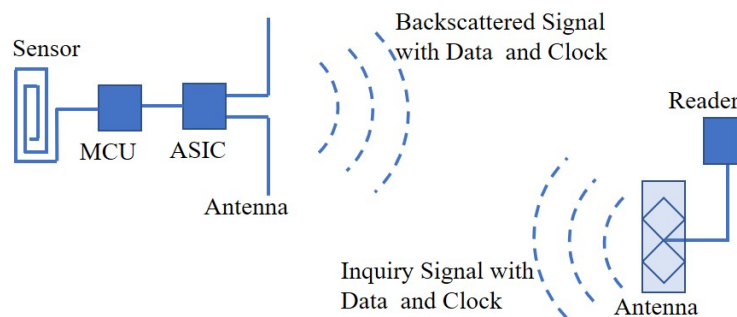 Sensor
MCU
ASIC
Antenna
Backscattered Signal
with Data and Clock
Reader
Inquiry Signal with
Data and Clock
Antenna